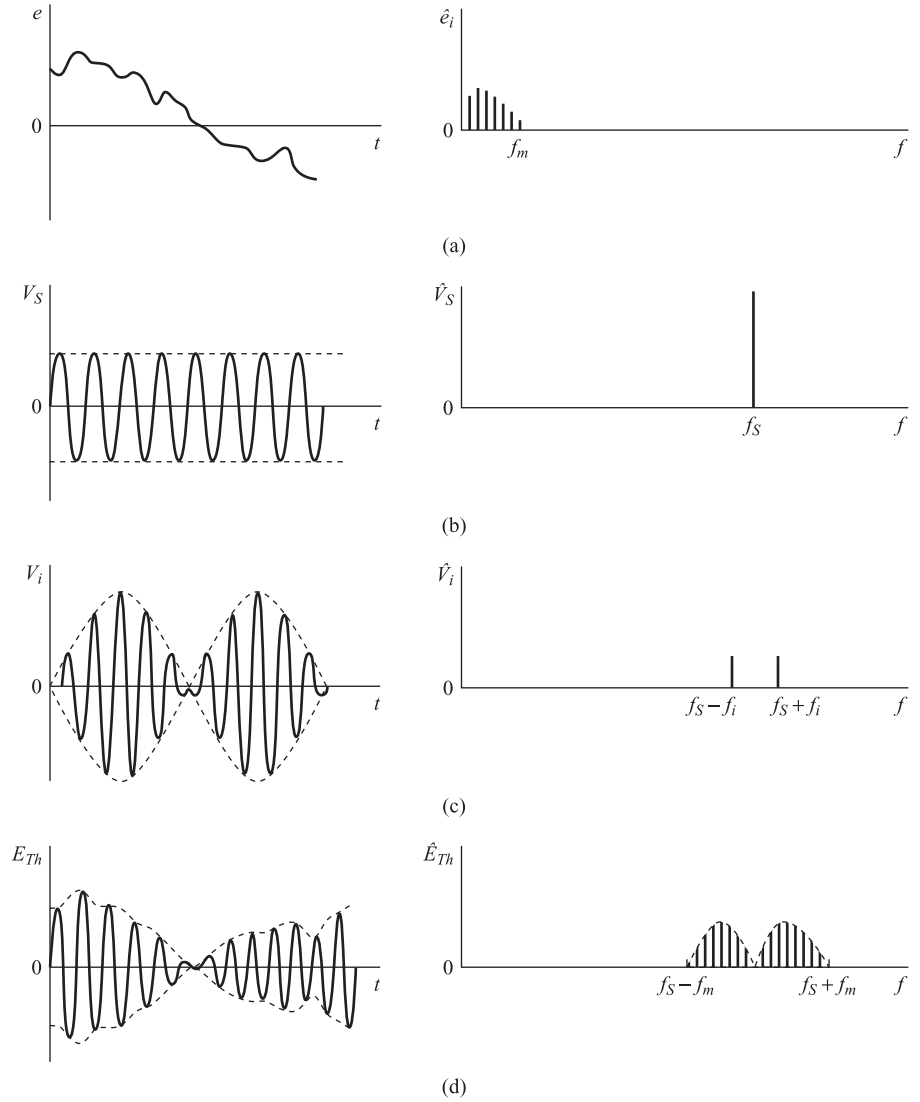 e
0
t
ê_i
0
f_m
f
(a)
V_S
0
t
V̂_S
0
f_S
f
(b)
V_i
0
t
V̂_i
0
f_S – f_i
f_S + f_i
f
(c)
E_Th
0
t
Ê_Th
0
f_S – f_m
f_S + f_m
f
(d)